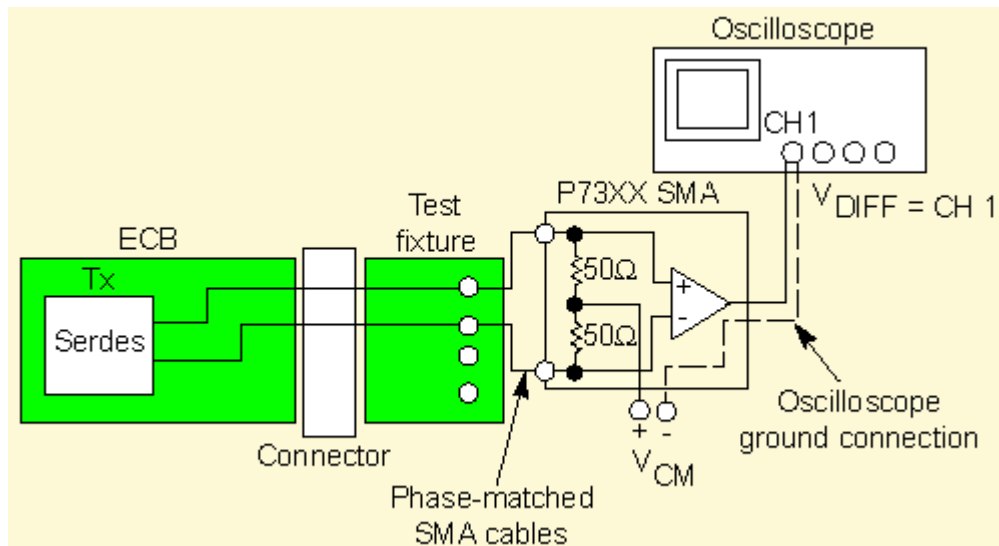 Oscilloscope
CH1
P73XX SMA
V DIFF = CH 1
Test
fixture
ECB
Tx
Serdes
50Ω
50Ω
+
-
+
-
V CM
Connector
Oscilloscope
ground connection
Phase-matched
SMA cables